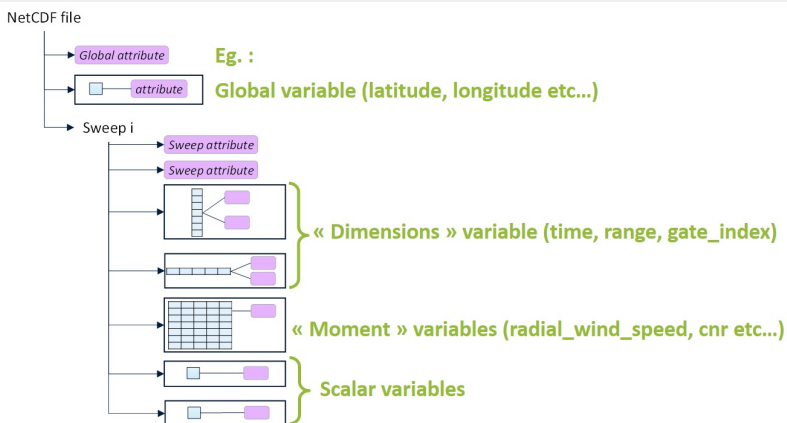 NetCDF file
Global attribute
Eg. :
attribute
Global variable (latitude, longitude etc…)
Sweep i
Sweep attribute
Sweep attribute
« Dimensions » variable (time, range, gate_index)
« Moment » variables (radial_wind_speed, cnr etc…)
Scalar variables